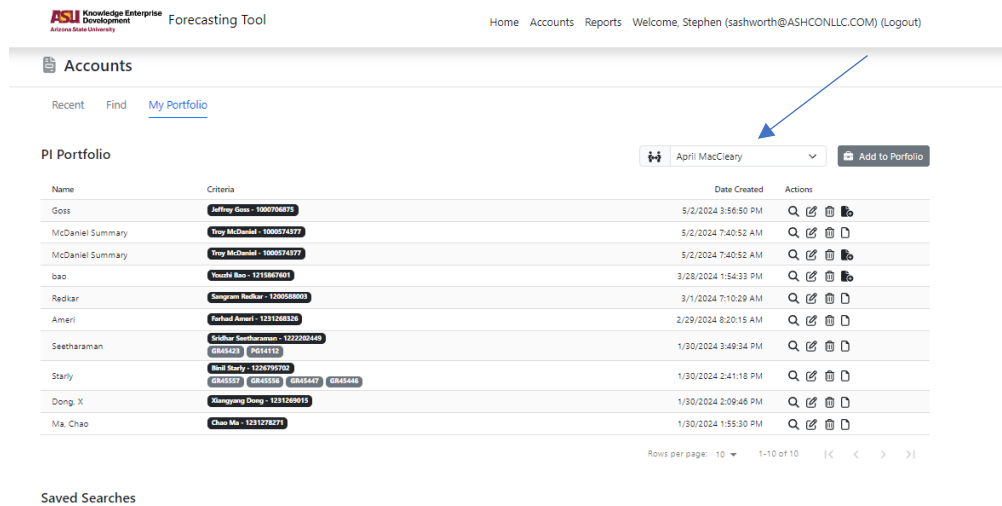 ASU Knowledge Enterprise Development
Arizona State University
Forecasting Tool
Home Accounts Reports Welcome, Stephen (sashworth@ASHCONLLC.COM) (Logout)
Accounts
Recent Find My Portfolio
PI Portfolio
April MacCleary
Add to Porfolio
Name Criteria Date Created Actions
Goss Jeffrey Goss - 1000706875 5/2/2024 3:56:50 PM
McDaniel Summary Troy McDaniel - 1000574377 5/2/2024 7:40:52 AM
McDaniel Summary Troy McDaniel - 1000574377 5/2/2024 7:40:52 AM
bao Youzhi Bao - 1215867601 3/28/2024 1:54:33 PM
Redkar Sangram Redkar - 1200588003 3/1/2024 7:10:29 AM
Ameri Farhad Ameri - 1231268326 2/29/2024 8:20:15 AM
Seetharaman Sridhar Seetharaman - 1222202449 1/30/2024 3:49:34 PM
GR45423 PG14112
Starly Binil Starly - 1226795702 1/30/2024 2:41:18 PM
GR45557 GR45556 GR45447 GR45446
Dong, X Xiangyang Dong - 1231269015 1/30/2024 2:09:46 PM
Ma, Chao Chao Ma - 1231278271 1/30/2024 1:55:30 PM
Rows per page: 10 1-10 of 10
Saved Searches